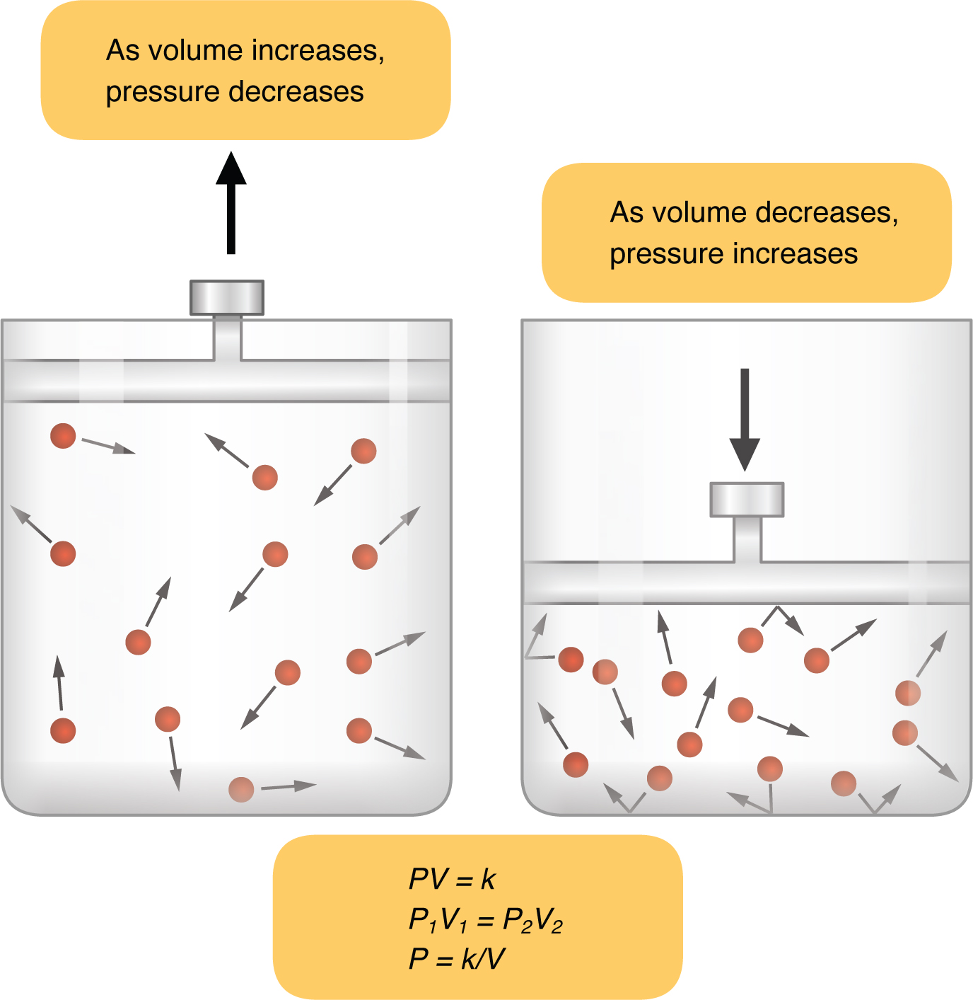 As volume increases,
pressure decreases
As volume decreases,
pressure increases
PV = k
P₁V₁ = P₂V₂
P = k/V